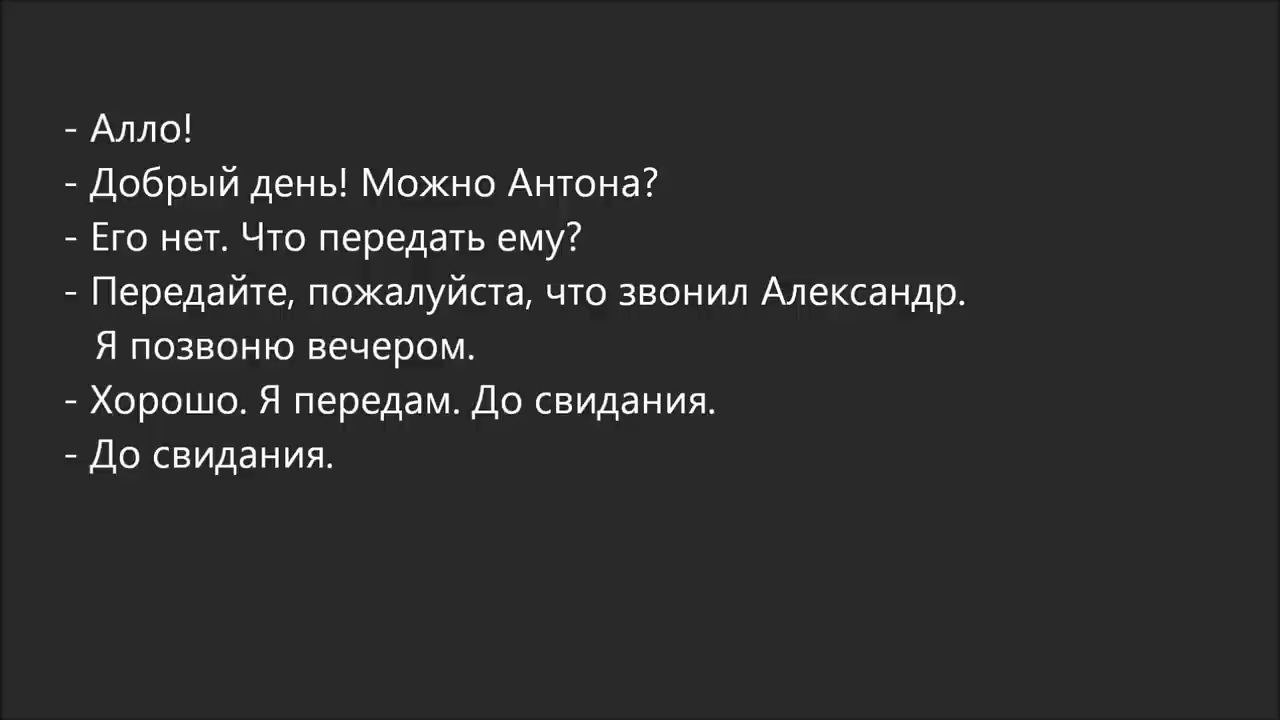 - Алло!
- Добрый день! Можно Антона?
- Его нет. Что передать ему?
- Передайте, пожалуйста, что звонил Александр.
Я позвоню вечером.
- Хорошо. Я передам. До свидания.
- До свидания.